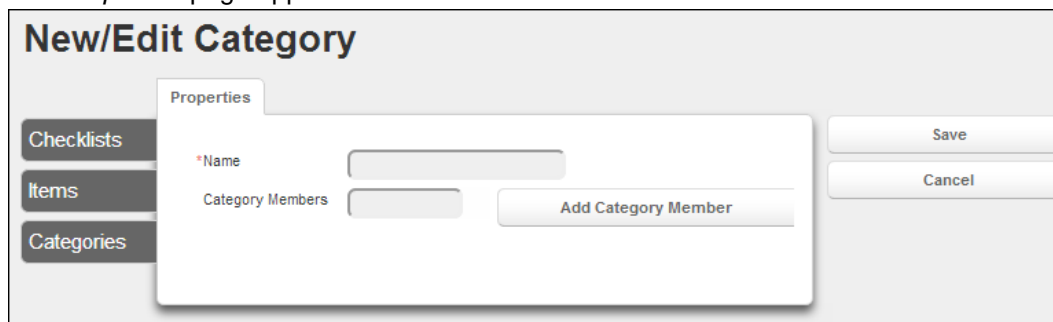 New/Edit Category
Properties
Checklists
Items
Categories
*Name
Category Members
Add Category Member
Save
Cancel